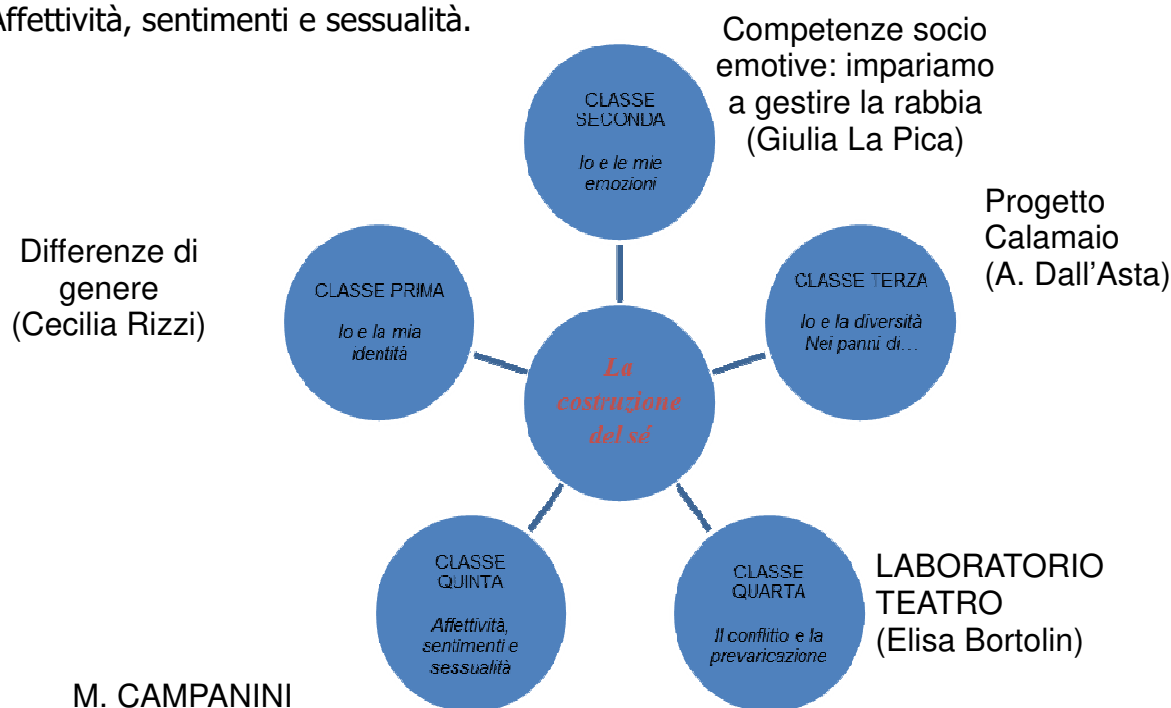 Affettività, sentimenti e sessualità.
Competenze socio
emotive: impariamo
a gestire la rabbia
(Giulia La Pica)
CLASSE
SECONDA
Io e le mie
emozioni
Progetto
Calamaio
(A. Dall'Asta)
Differenze di
genere
(Cecilia Rizzi)
CLASSE PRIMA
Io e la mia
identità
CLASSE TERZA
Io e la diversità
Nei panni di…
La
costruzione
del sé
CLASSE
QUINTA
Affettività,
sentimenti e
sessualità
CLASSE
QUARTA
Il conflitto e la
prevaricazione
LABORATORIO
TEATRO
(Elisa Bortolin)
M. CAMPANINI